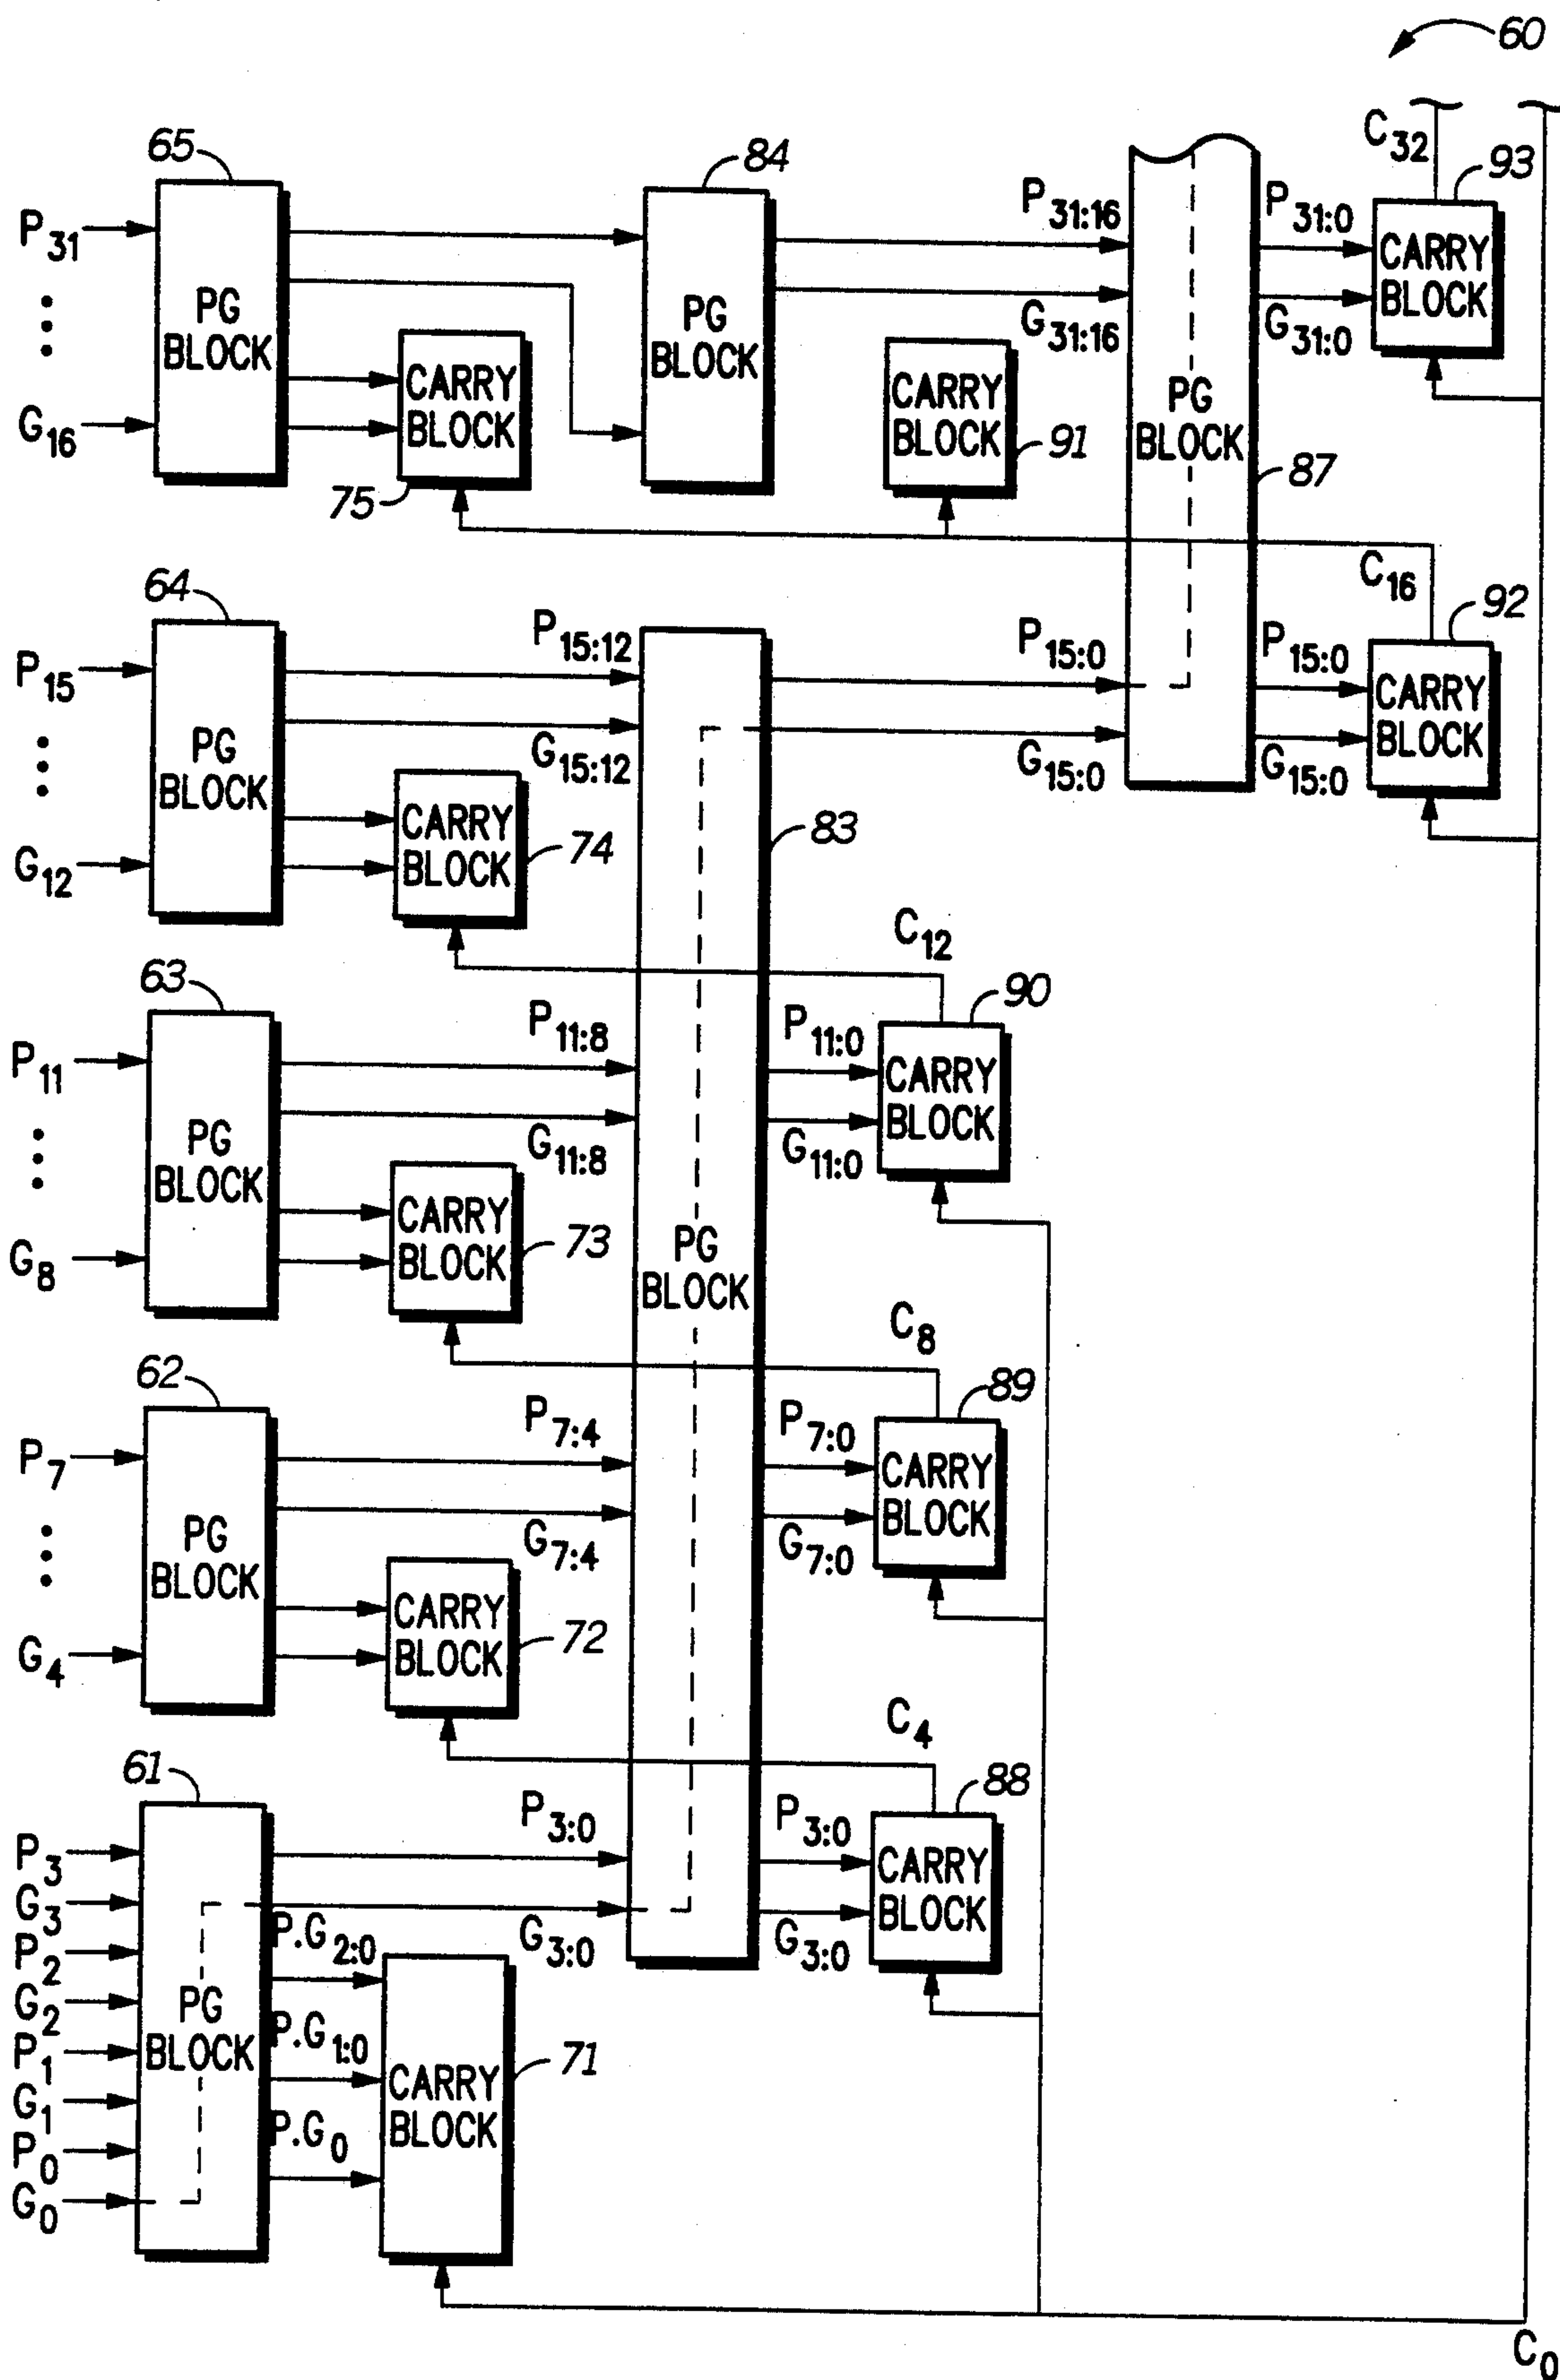 60
65
84
C32
93
P31
PG BLOCK
CARRY BLOCK
75
PG BLOCK
P31:16
G31:16
CARRY BLOCK
91
PG BLOCK
87
P31:0
G31:0
CARRY BLOCK
G16
C16
92
64
P15
PG BLOCK
P15:12
G15:12
CARRY BLOCK
74
83
P15:0
G15:0
P15:0
G15:0
CARRY BLOCK
G12
C12
90
63
P11
PG BLOCK
P11:8
G11:8
CARRY BLOCK
73
PG BLOCK
P11:0
G11:0
CARRY BLOCK
G8
C8
89
62
P7
PG BLOCK
P7:4
G7:4
CARRY BLOCK
72
P7:0
G7:0
CARRY BLOCK
G4
C4
88
61
P3
G3
P2
G2
P1
G1
P0
G0
PG BLOCK
P3:0
G3:0
P.G2:0
P.G1:0
P.G0
CARRY BLOCK
71
P3:0
G3:0
CARRY BLOCK
C0